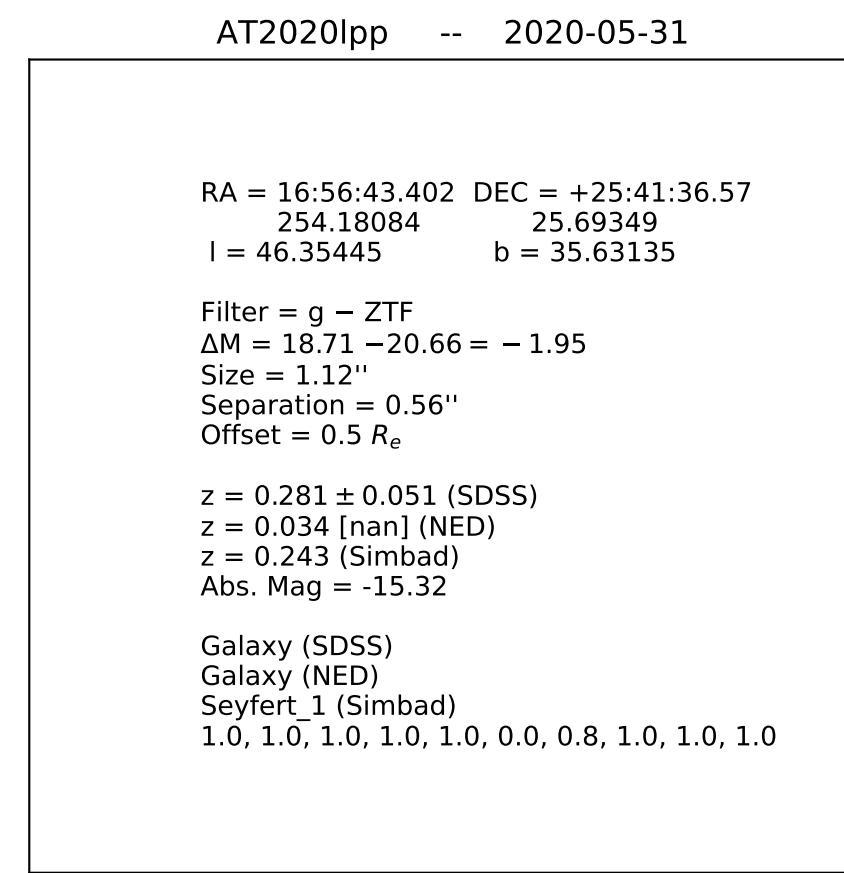 AT2020lpp -- 2020-05-31
RA = 16:56:43.402 DEC = +25:41:36.57
254.18084 25.69349
l = 46.35445 b = 35.63135
Filter = g − ZTF
ΔM = 18.71 −20.66 = − 1.95
Size = 1.12''
Separation = 0.56''
Offset = 0.5 Rₑ
z = 0.281 ± 0.051 (SDSS)
z = 0.034 [nan] (NED)
z = 0.243 (Simbad)
Abs. Mag = -15.32
Galaxy (SDSS)
Galaxy (NED)
Seyfert_1 (Simbad)
1.0, 1.0, 1.0, 1.0, 1.0, 0.0, 0.8, 1.0, 1.0, 1.0